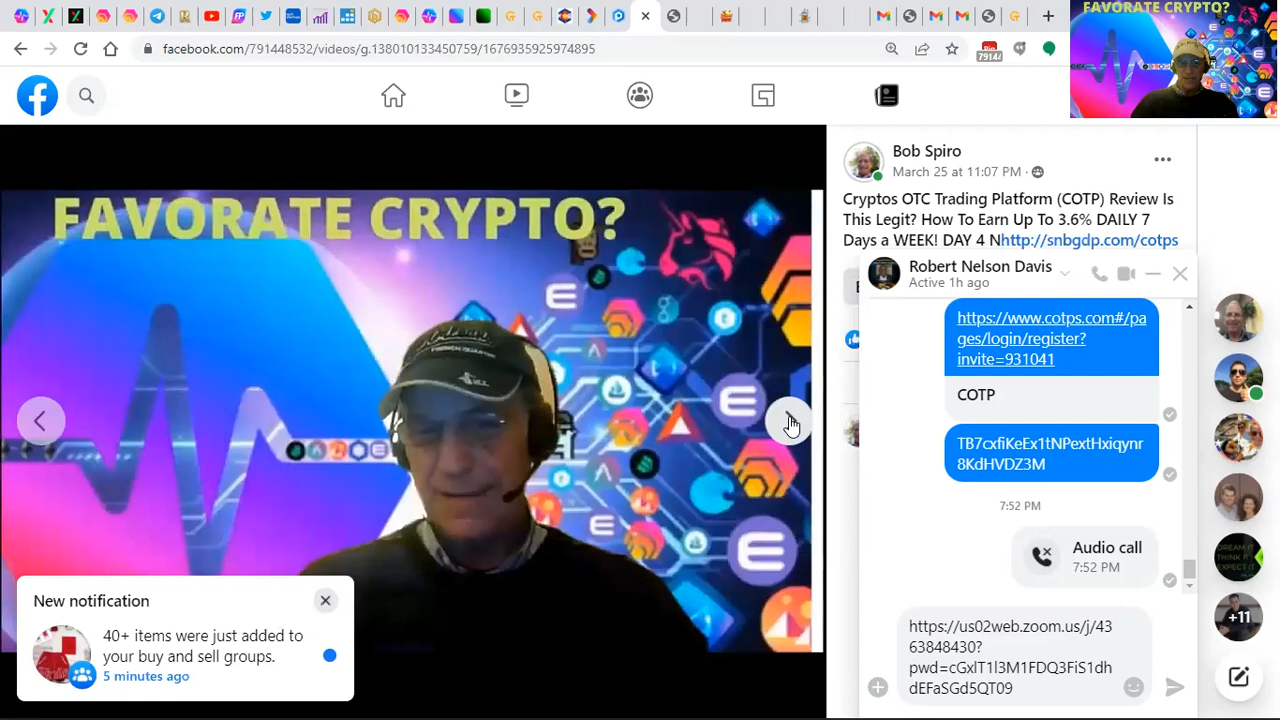 FAVORATE CRYPTO?
facebook.com/791448532/videos/g.138010133450759/1676935925974895
FAVORATE CRYPTO?
Bob Spiro
March 25 at 11:07 PM ·
Cryptos OTC Trading Platform (COTP) Review Is
This Legit? How To Earn Up To 3.6% DAILY 7
Days a WEEK! DAY 4 Nhttp://snbgdp.com/cotps
Robert Nelson Davis
Active 1h ago
https://www.cotps.com#/pa
ges/login/register?
invite=931041
COTP
TB7cxfiKeEx1tNPextHxiqynr
8KdHVDZ3M
7:52 PM
Audio call
7:52 PM
https://us02web.zoom.us/j/43
63848430?
pwd=cGxlT1l3M1FDQ3FiS1dh
dEFaSGd5QT09
+11
New notification
40+ items were just added to
your buy and sell groups.
5 minutes ago